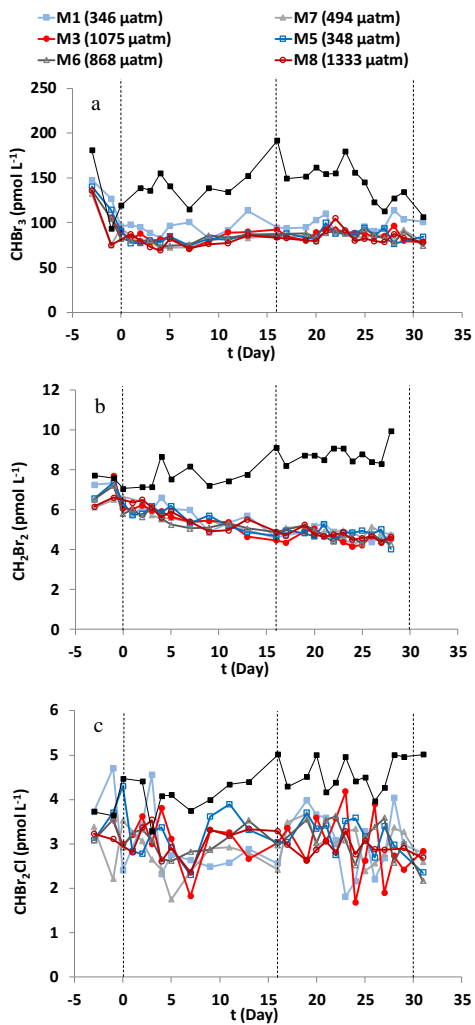 M1 (346 µatm) M7 (494 µatm)
M3 (1075 µatm) M5 (348 µatm)
M6 (868 µatm) M8 (1333 µatm)
a
CHBr₃ (pmol L⁻¹)
250
200
150
100
50
0
-5 0 5 10 15 20 25 30 35
t (Day)
b
CH₂Br₂ (pmol L⁻¹)
12
10
8
6
4
2
0
-5 0 5 10 15 20 25 30 35
t (Day)
c
CHBr₂Cl (pmol L⁻¹)
6
5
4
3
2
1
0
-5 0 5 10 15 20 25 30 35
t (Day)